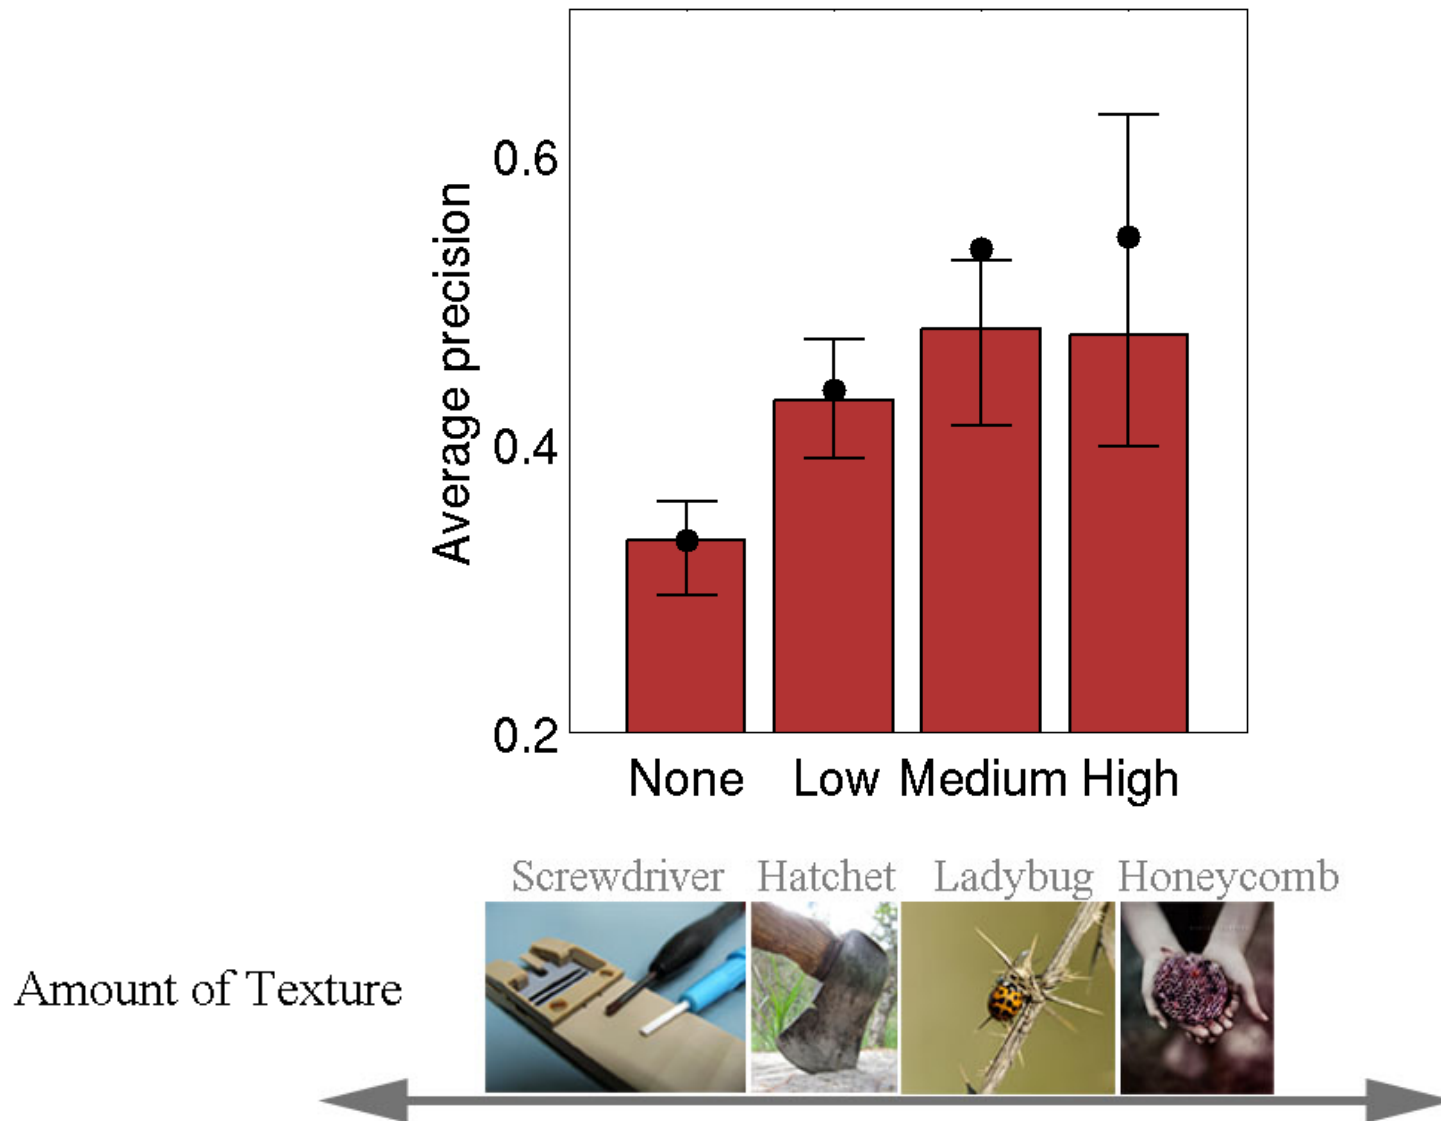 0.6
0.4
0.2
Average precision
None Low Medium High
Screwdriver Hatchet Ladybug Honeycomb
Amount of Texture